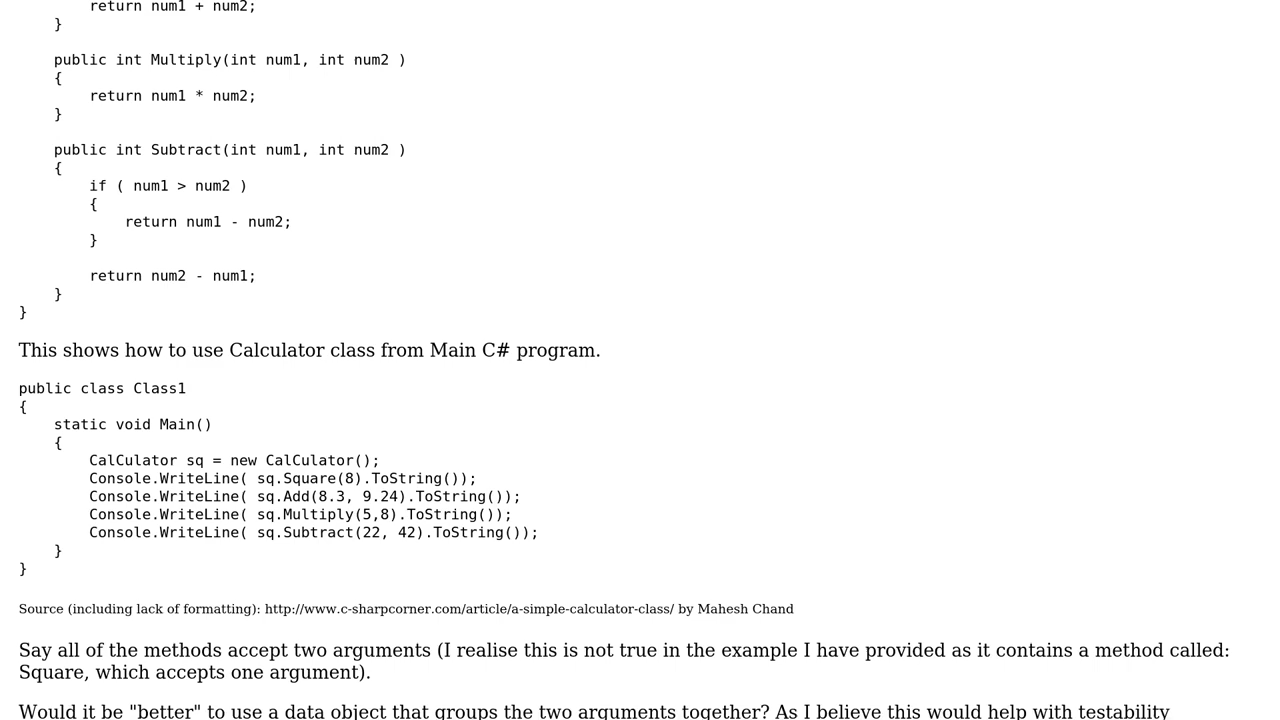 return num1 + num2;
}
public int Multiply(int num1, int num2 )
{
return num1 * num2;
}
public int Subtract(int num1, int num2 )
{
if ( num1 > num2 )
{
return num1 - num2;
}
return num2 - num1;
}
}
This shows how to use Calculator class from Main C# program.
public class Class1
{
static void Main()
{
CalCulator sq = new CalCulator();
Console.WriteLine( sq.Square(8).ToString());
Console.WriteLine( sq.Add(8.3, 9.24).ToString());
Console.WriteLine( sq.Multiply(5,8).ToString());
Console.WriteLine( sq.Subtract(22, 42).ToString());
}
}
Source (including lack of formatting): http://www.c-sharpcorner.com/article/a-simple-calculator-class/ by Mahesh Chand
Say all of the methods accept two arguments (I realise this is not true in the example I have provided as it contains a method called:
Square, which accepts one argument).
Would it be "better" to use a data object that groups the two arguments together? As I believe this would help with testability